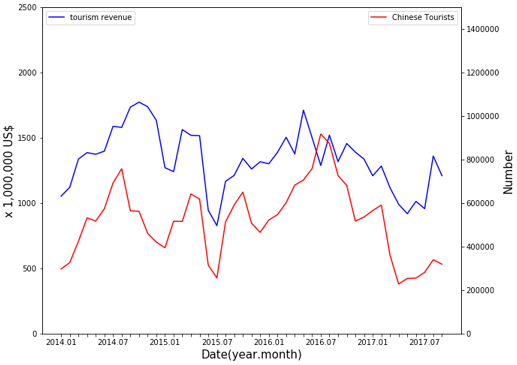 tourism revenue
Chinese Tourists
2500
2000
1500
1000
500
0
x 1,000,000 US$
1400000
1200000
1000000
800000
600000
400000
200000
0
Number
2014.01 2014.07 2015.01 2015.07 2016.01 2016.07 2017.01 2017.07
Date(year.month)